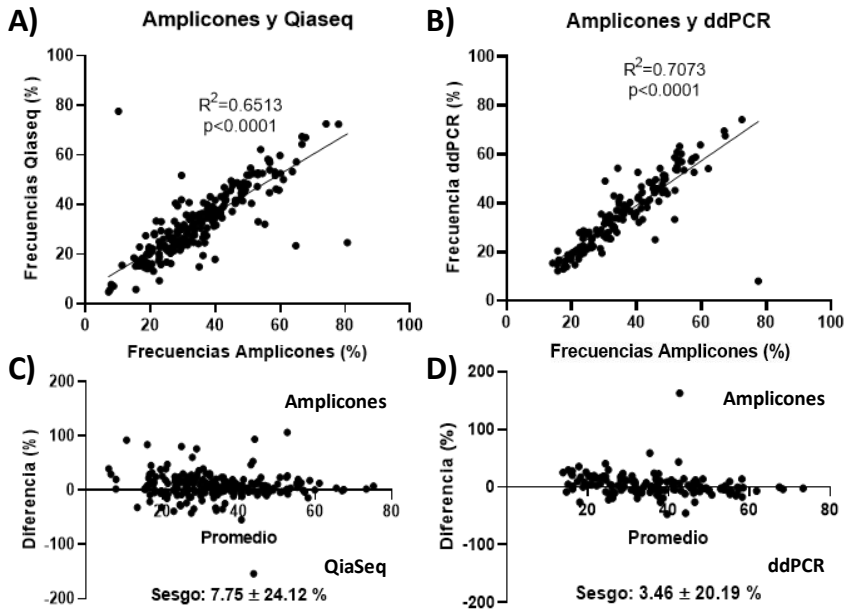 A)
Amplicones y Qiaseq
100
80
60
40
20
0
Frecuencias Qiaseq (%)
R²=0.6513
p<0.0001
0
20
40
60
80
100
Frecuencias Amplicones (%)
B)
Amplicones y ddPCR
100
80
60
40
20
0
Frecuencia ddPCR (%)
R²=0.7073
p<0.0001
0
20
40
60
80
100
Frecuencias Amplicones (%)
C)
200
100
0
-100
-200
Diferencia (%)
Amplicones
20
40
60
80
Promedio
QiaSeq
Sesgo: 7.75 ± 24.12 %
D)
200
100
0
-100
-200
Diferencia (%)
Amplicones
20
40
60
80
Promedio
ddPCR
Sesgo: 3.46 ± 20.19 %